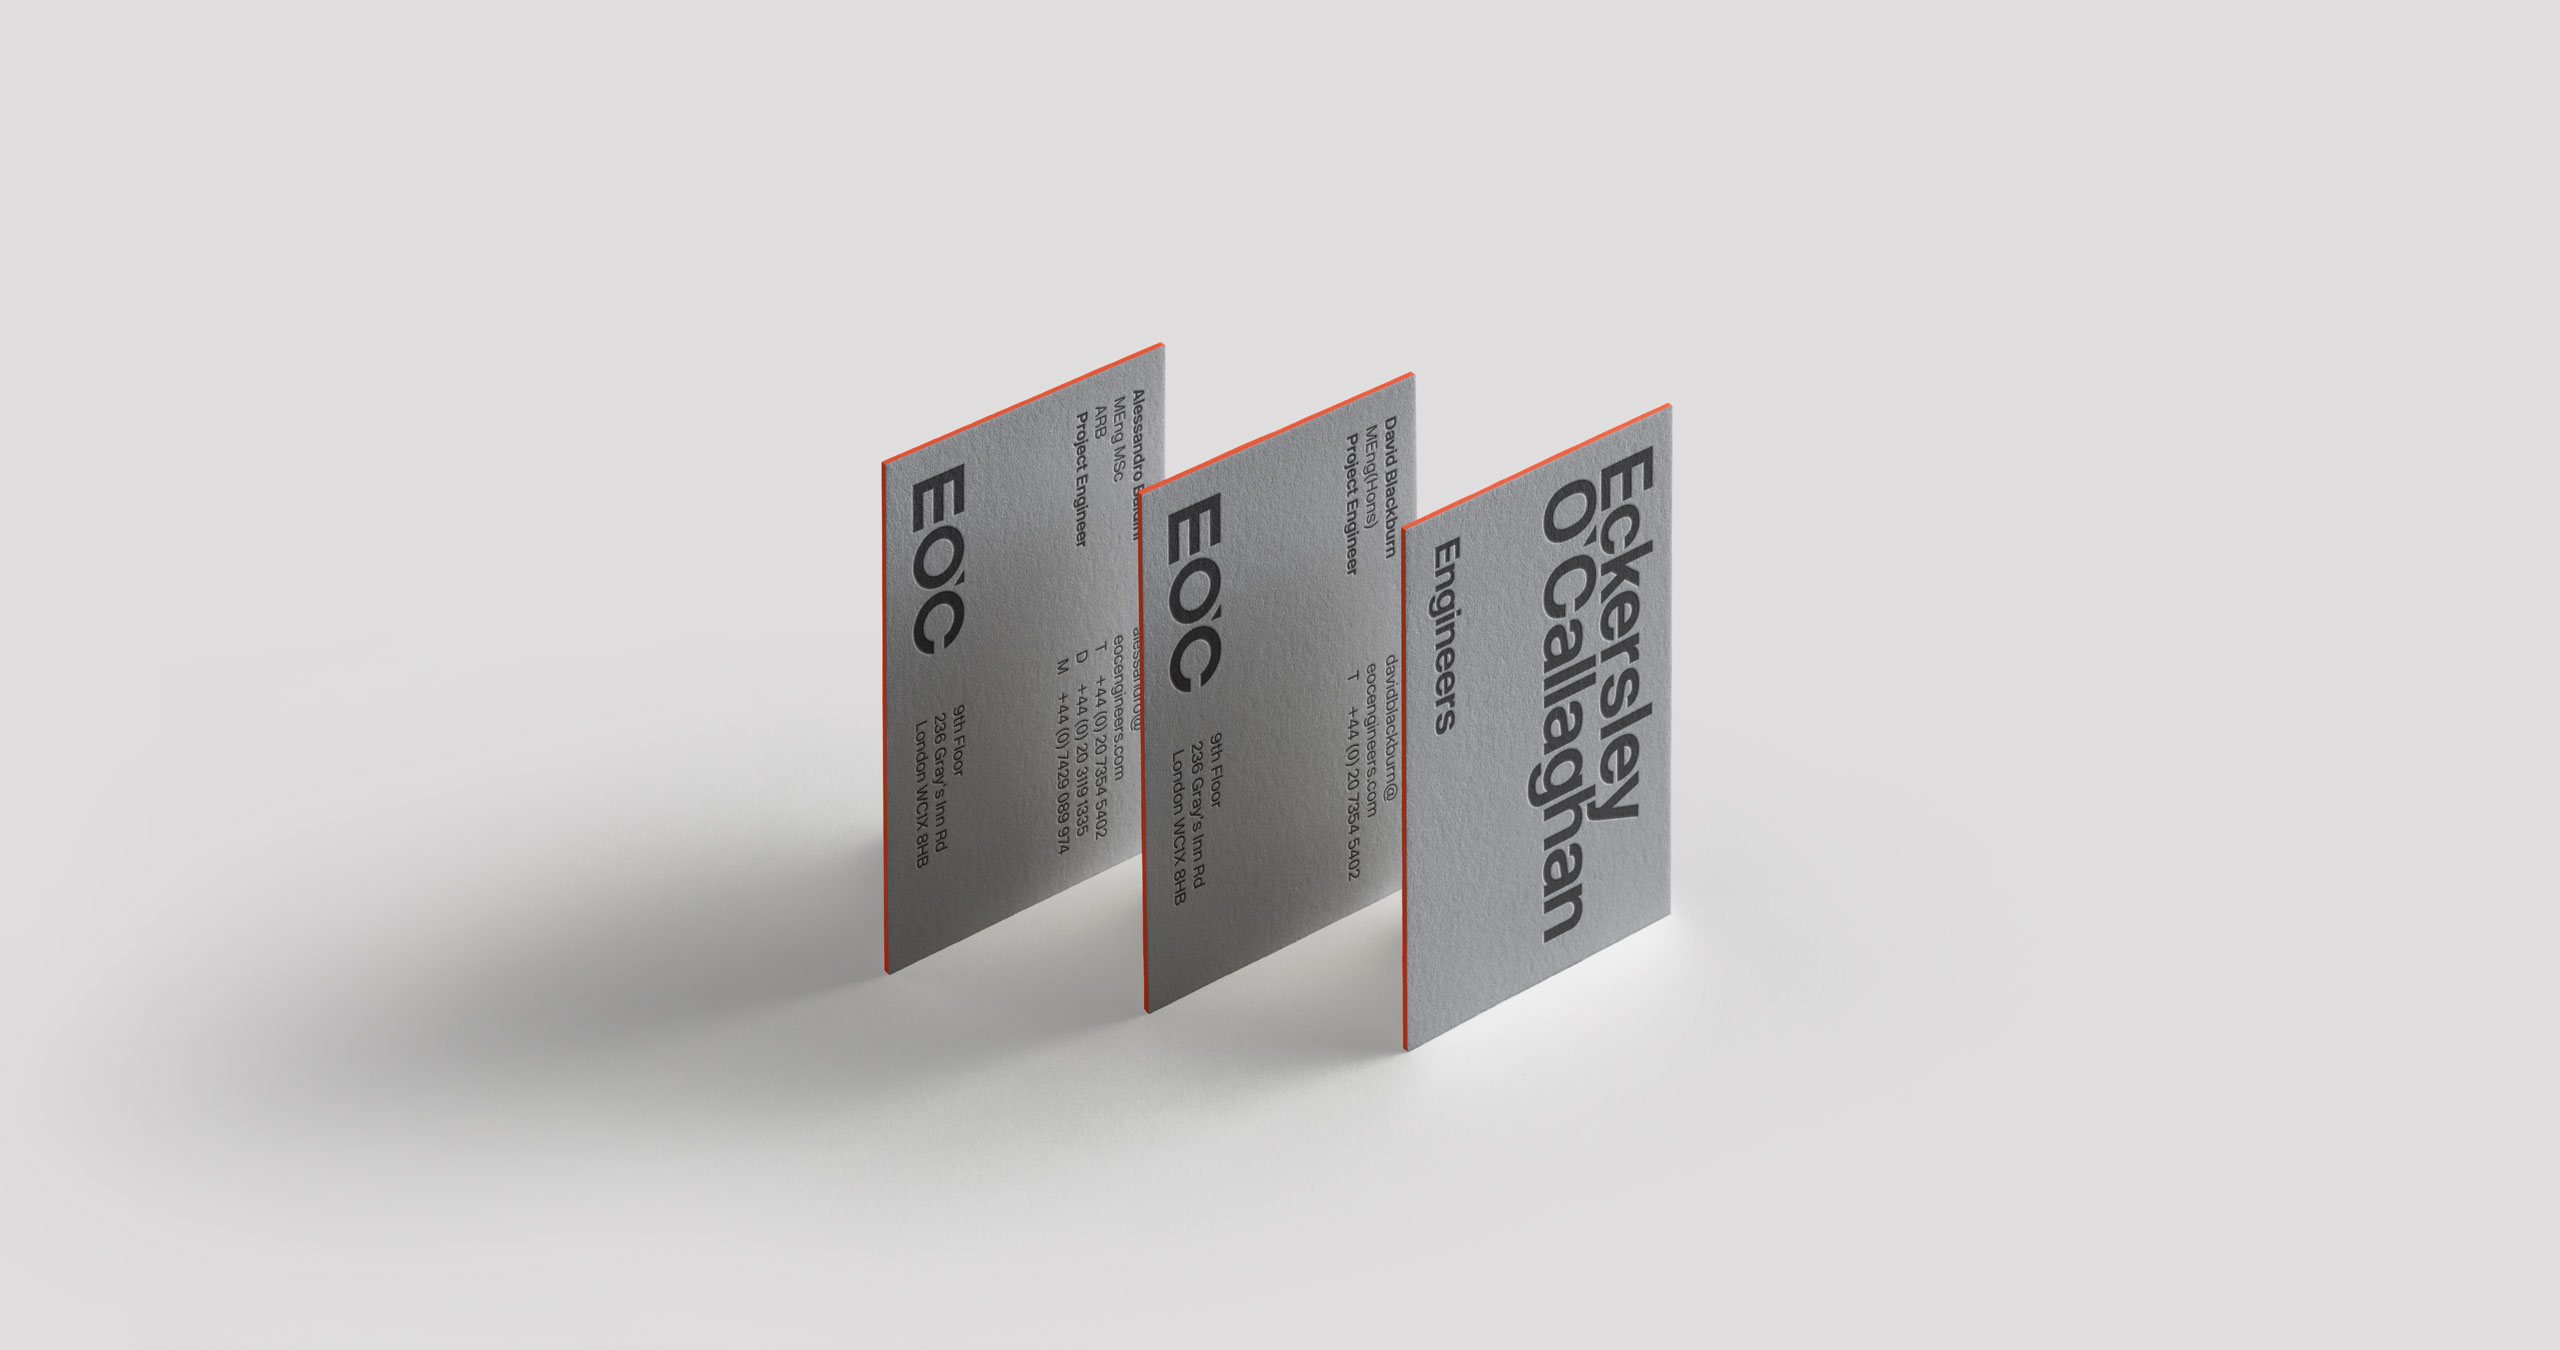 Alessandro
MEng MSc
ARB
Project Engineer
alessandro@
eocengineers.com
T +44 (0) 20 7354 5402
D +44 (0) 20 3119 1335
M +44 (0) 7429 089 974
EO'C
9th Floor
236 Gray's Inn Rd
London WC1X 8HB
David Blackburn
MEng(Hons)
Project Engineer
davidblackburn@
eocengineers.com
T +44 (0) 20 7354 5402
EO'C
9th Floor
236 Gray's Inn Rd
London WC1X 8HB
Eckersley
O'Callaghan
Engineers